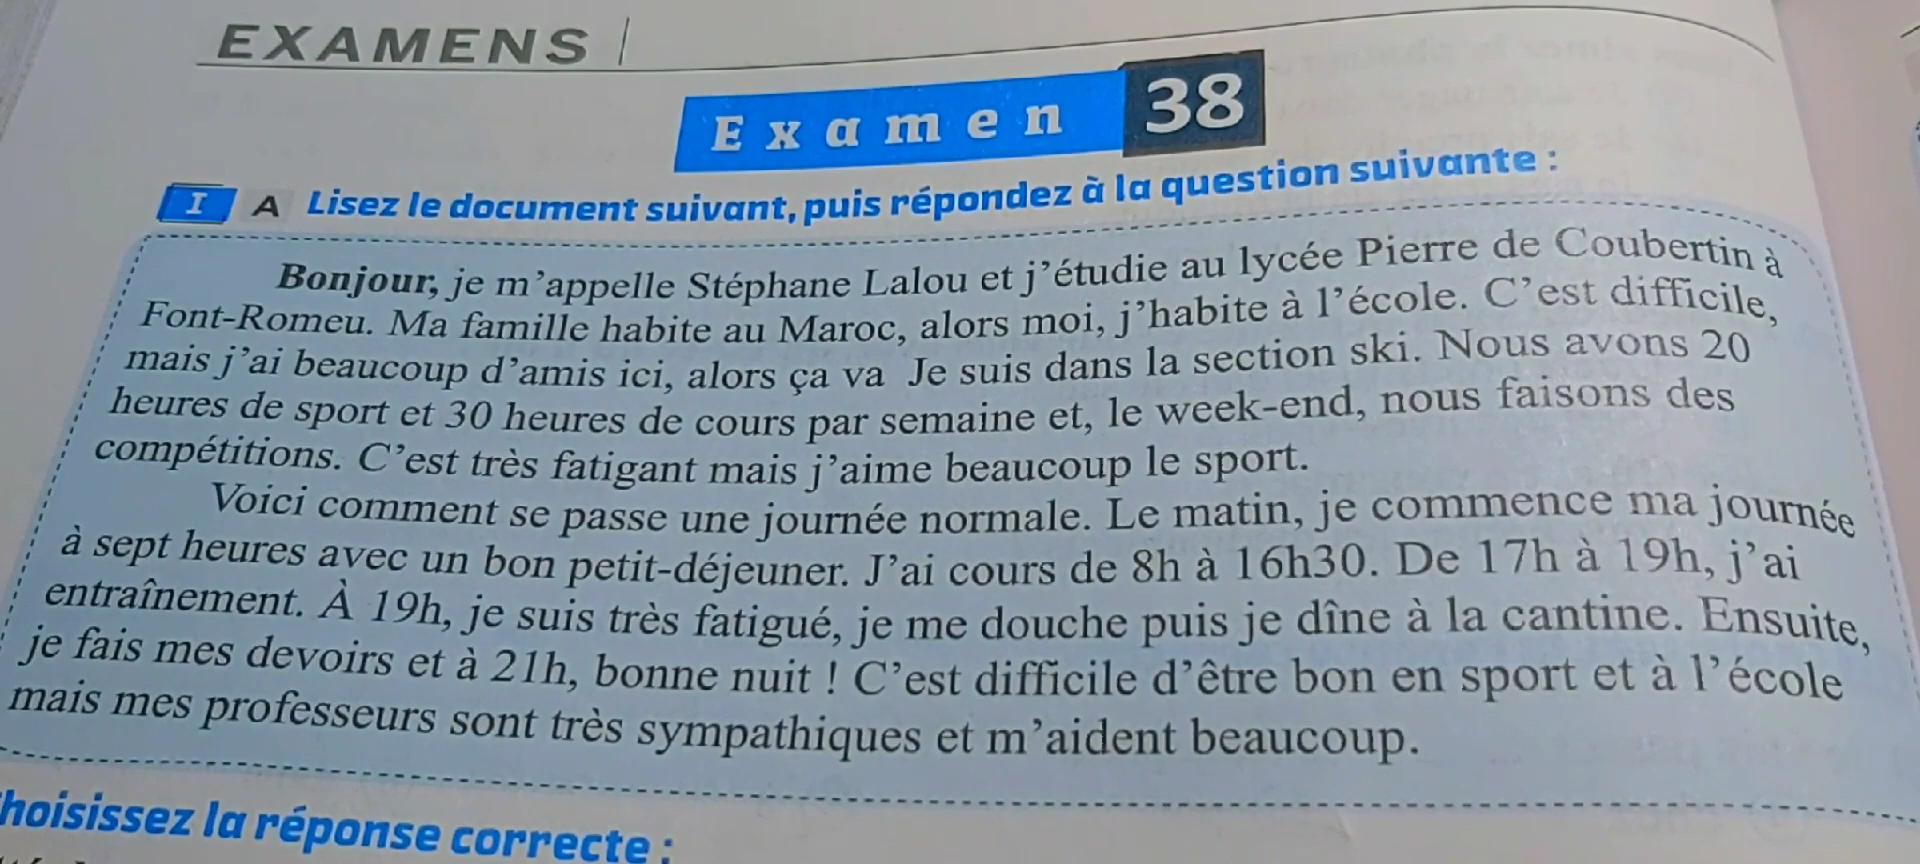 EXAMENS
Examen 38
I A Lisez le document suivant, puis répondez à la question suivante :
Bonjour, je m'appelle Stéphane Lalou et j'étudie au lycée Pierre de Coubertin à
Font-Romeu. Ma famille habite au Maroc, alors moi, j'habite à l'école. C'est difficile,
mais j'ai beaucoup d'amis ici, alors ça va Je suis dans la section ski. Nous avons 20
heures de sport et 30 heures de cours par semaine et, le week-end, nous faisons des
compétitions. C'est très fatigant mais j'aime beaucoup le sport.
Voici comment se passe une journée normale. Le matin, je commence ma journée
à sept heures avec un bon petit-déjeuner. J'ai cours de 8h à 16h30. De 17h à 19h, j'ai
entraînement. À 19h, je suis très fatigué, je me douche puis je dîne à la cantine. Ensuite,
je fais mes devoirs et à 21h, bonne nuit ! C'est difficile d'être bon en sport et à l'école
mais mes professeurs sont très sympathiques et m'aident beaucoup.
hoisissez la réponse correcte :